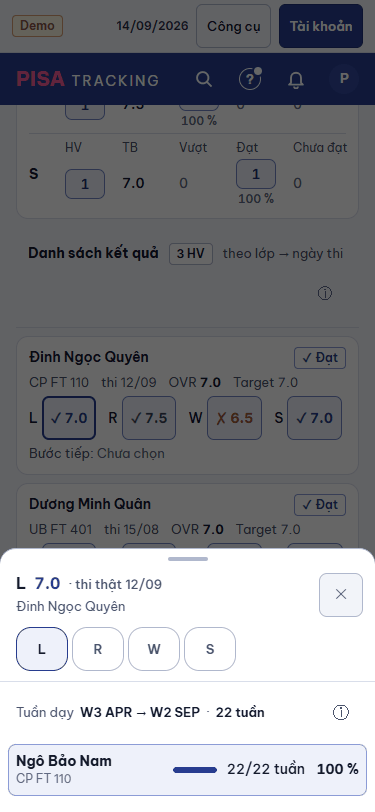 Demo 14/09/2026 Công cụ Tài khoản
PISA TRACKING ? P
1 7.5 0 0
100 %
HV TB Vượt Đạt Chưa đạt
S 1 7.0 0 1 0
100 %
Danh sách kết quả 3 HV theo lớp → ngày thi
Đinh Ngọc Quyên ✓ Đạt
CP FT 110 thi 12/09 OVR 7.0 Target 7.0
L ✓ 7.0 R ✓ 7.5 W ✗ 6.5 S ✓ 7.0
Bước tiếp: Chưa chọn
Dương Minh Quân ✓ Đạt
UB FT 401 thi 15/08 OVR 7.0 Target 7.0
L 7.0 · thi thật 12/09
Đinh Ngọc Quyên
L R W S
Tuần dạy W3 APR → W2 SEP · 22 tuần
Ngô Bảo Nam 22/22 tuần 100 %
CP FT 110